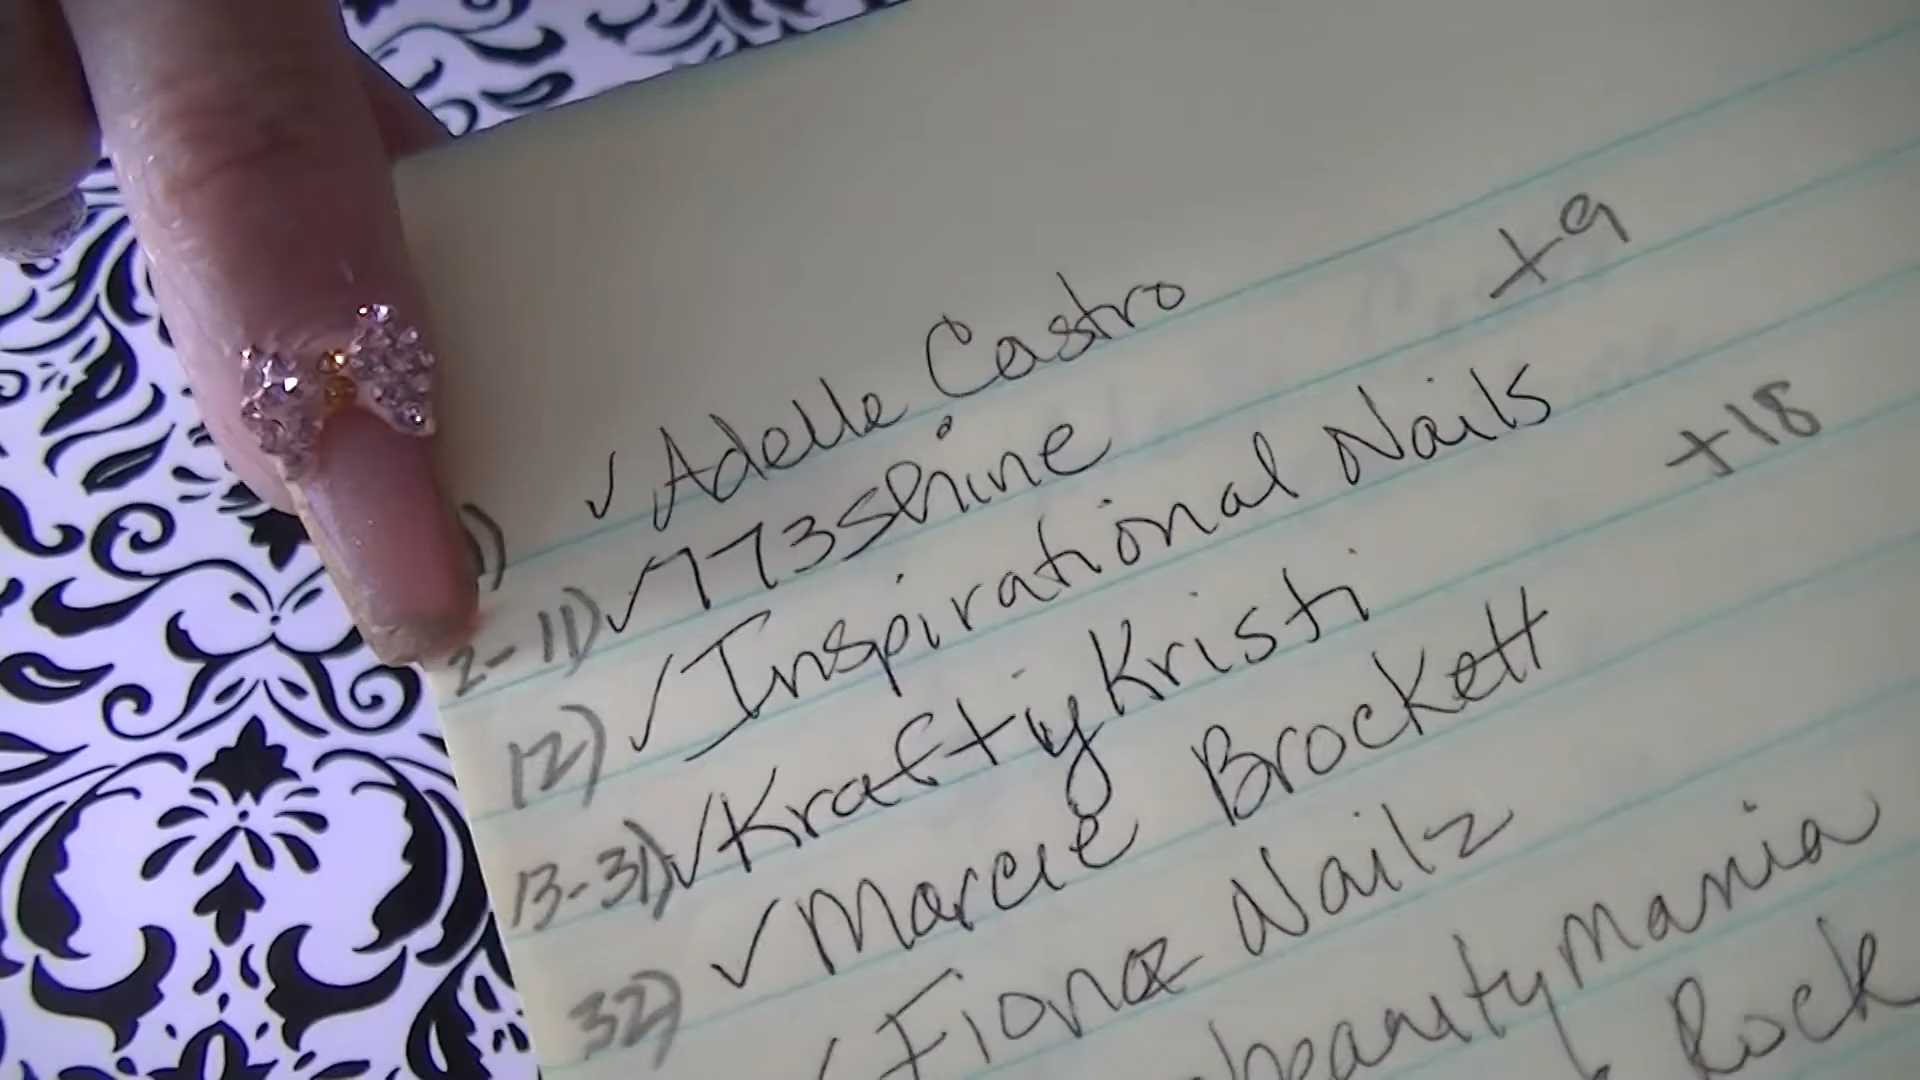 1) ✓ Adelle Castro
2-11) ✓ 773shine +9
12) ✓ Inspirational Nails
13-31) ✓ KraftyKristi +18
32) ✓ Marcie Brockett
✓ Fiona Nailz
beautymania
Rock